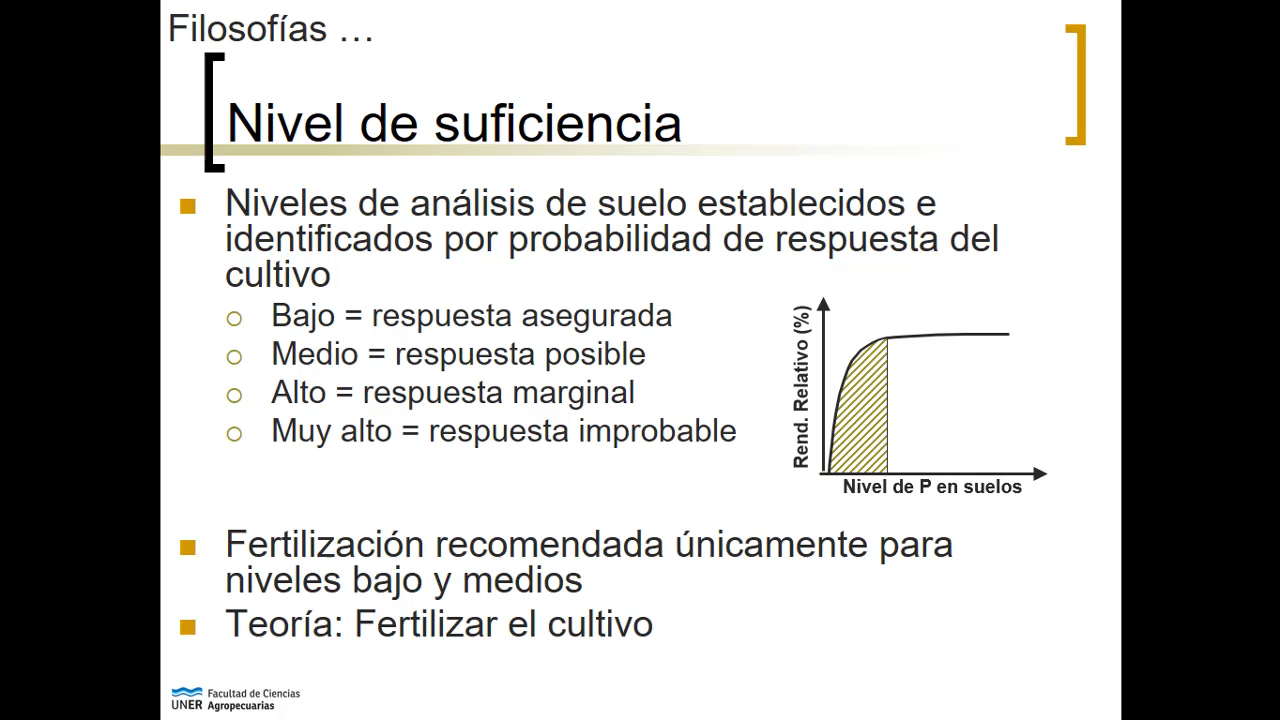 Filosofías …
Nivel de suficiencia
Niveles de análisis de suelo establecidos e
identificados por probabilidad de respuesta del
cultivo
Bajo = respuesta asegurada
Medio = respuesta posible
Alto = respuesta marginal
Muy alto = respuesta improbable
Rend. Relativo (%)
Nivel de P en suelos
Fertilización recomendada únicamente para
niveles bajo y medios
Teoría: Fertilizar el cultivo
UNER
Facultad de Ciencias
Agropecuarias